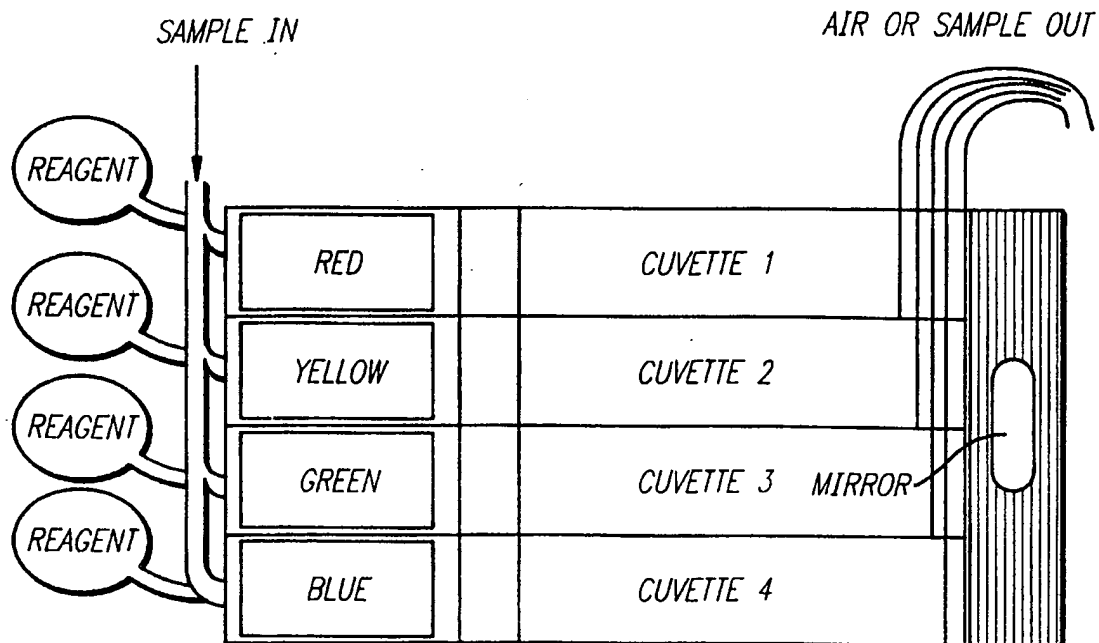 SAMPLE IN
AIR OR SAMPLE OUT
REAGENT
RED
CUVETTE 1
REAGENT
YELLOW
CUVETTE 2
REAGENT
GREEN
CUVETTE 3
MIRROR
REAGENT
BLUE
CUVETTE 4